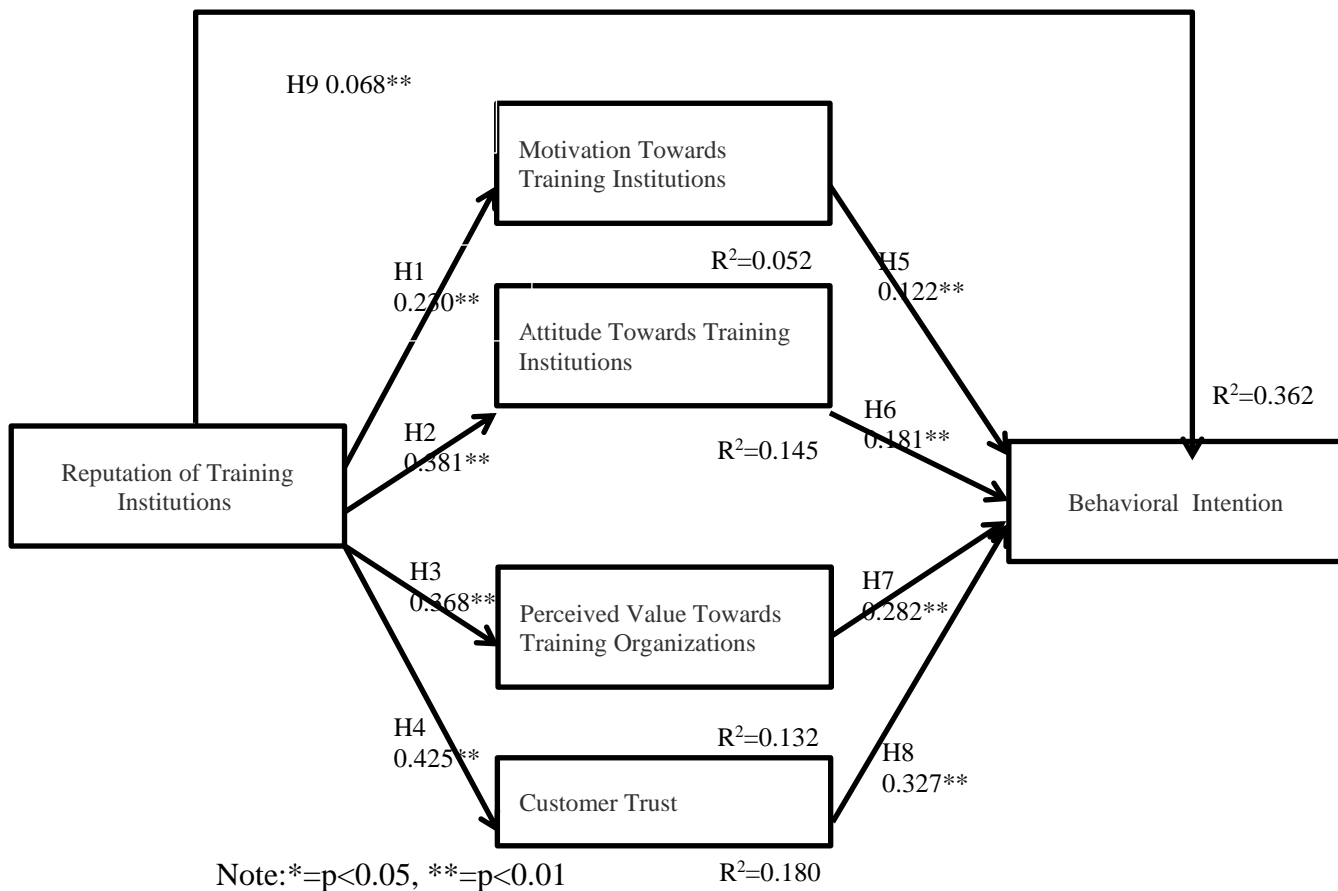 H9 0.068**
Motivation Towards
Training Institutions
R²=0.052
H1
0.230**
H5
0.122**
Attitude Towards Training
Institutions
R²=0.145
H2
0.381**
H6
0.181**
R²=0.362
Reputation of Training
Institutions
Behavioral Intention
H3
0.368**
Perceived Value Towards
Training Organizations
H7
0.282**
R²=0.132
H4
0.425**
H8
0.327**
Customer Trust
R²=0.180
Note:*=p<0.05, **=p<0.01